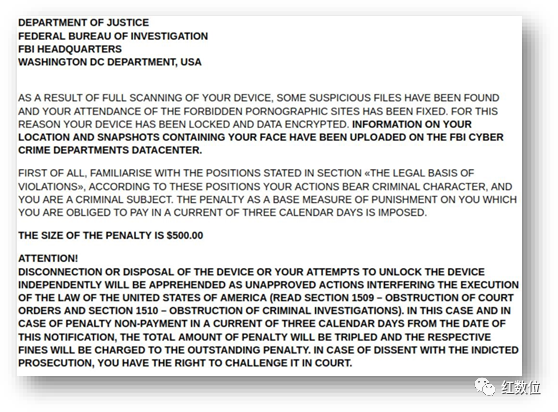 DEPARTMENT OF JUSTICE
FEDERAL BUREAU OF INVESTIGATION
FBI HEADQUARTERS
WASHINGTON DC DEPARTMENT, USA
AS A RESULT OF FULL SCANNING OF YOUR DEVICE, SOME SUSPICIOUS FILES HAVE BEEN FOUND
AND YOUR ATTENDANCE OF THE FORBIDDEN PORNOGRAPHIC SITES HAS BEEN FIXED. FOR THIS
REASON YOUR DEVICE HAS BEEN LOCKED AND DATA ENCRYPTED. INFORMATION ON YOUR
LOCATION AND SNAPSHOTS CONTAINING YOUR FACE HAVE BEEN UPLOADED ON THE FBI CYBER
CRIME DEPARTMENTS DATACENTER.
FIRST OF ALL, FAMILIARISE WITH THE POSITIONS STATED IN SECTION «THE LEGAL BASIS OF
VIOLATIONS», ACCORDING TO THESE POSITIONS YOUR ACTIONS BEAR CRIMINAL CHARACTER, AND
YOU ARE A CRIMINAL SUBJECT. THE PENALTY AS A BASE MEASURE OF PUNISHMENT ON YOU WHICH
YOU ARE OBLIGED TO PAY IN A CURRENT OF THREE CALENDAR DAYS IS IMPOSED.
THE SIZE OF THE PENALTY IS $500.00
ATTENTION!
DISCONNECTION OR DISPOSAL OF THE DEVICE OR YOUR ATTEMPTS TO UNLOCK THE DEVICE
INDEPENDENTLY WILL BE APPREHENDED AS UNAPPROVED ACTIONS INTERFERING THE EXECUTION
OF THE LAW OF THE UNITED STATES OF AMERICA (READ SECTION 1509 – OBSTRUCTION OF COURT
ORDERS AND SECTION 1510 – OBSTRUCTION OF CRIMINAL INVESTIGATIONS). IN THIS CASE AND IN
CASE OF PENALTY NON-PAYMENT IN A CURRENT OF THREE CALENDAR DAYS FROM THE DATE OF
THIS NOTIFICATION, THE TOTAL AMOUNT OF PENALTY WILL BE TRIPLED AND THE RESPECTIVE
FINES WILL BE CHARGED TO THE OUTSTANDING PENALTY. IN CASE OF DISSENT WITH THE INDICTED
PROSECUTION, YOU HAVE THE RIGHT TO CHALLENGE IT IN COURT.
红数位